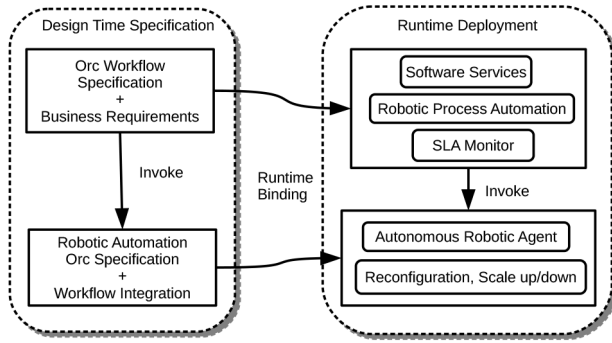 Design Time Specification
Orc Workflow
Specification
+
Business Requirements
Invoke
Robotic Automation
Orc Specification
+
Workflow Integration
Runtime
Binding
Runtime Deployment
Software Services
Robotic Process Automation
SLA Monitor
Invoke
Autonomous Robotic Agent
Reconfiguration, Scale up/down